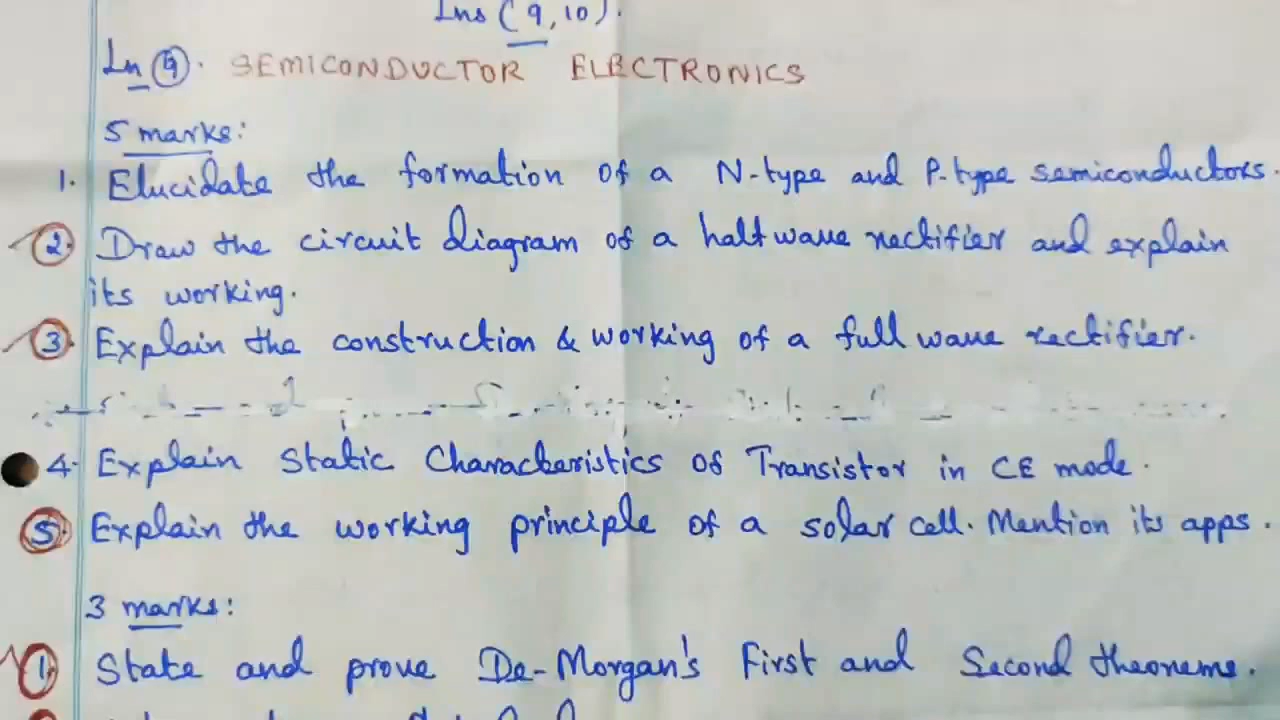 Lns (9,10).
Ln 9. SEMICONDUCTOR ELECTRONICS
5 marks:
1. Elucidate the formation of a N-type and P-type semiconductors.
2. Draw the circuit diagram of a half wave rectifier and explain
its working.
3. Explain the construction & working of a full wave rectifier.
4. Explain Static Characteristics of Transistor in CE mode.
5. Explain the working principle of a solar cell. Mention its apps.
3 marks:
1. State and prove De-Morgan's First and Second theorems.